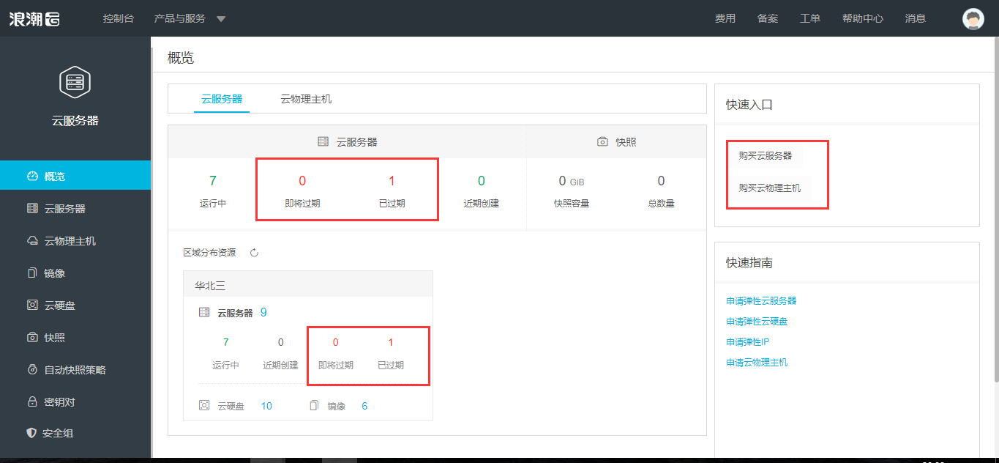 浪潮云
控制台 产品与服务 费用 备案 工单 帮助中心 消息
云服务器
概览
云服务器
云物理主机
镜像
云硬盘
快照
自动快照策略
密钥对
安全组
概览
云服务器 云物理主机
云服务器 快照
7 0 1 0 0 GiB 0
运行中 即将过期 已过期 近期创建 快照容量 总数量
区域分布资源
华北三
云服务器 9
7 0 0 1
运行中 近期创建 即将过期 已过期
云硬盘 10 镜像 6
快速入口
购买云服务器
购买云物理主机
快速指南
申请弹性云服务器
申请弹性云硬盘
申请弹性IP
申请云物理主机